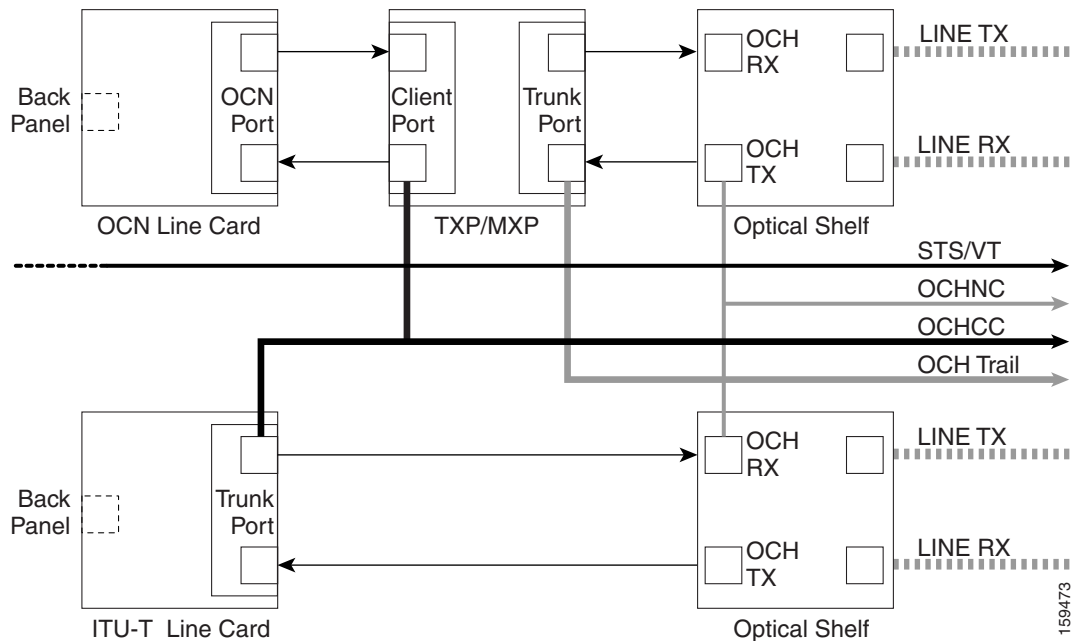 OCH
RX
LINE TX
Back
Panel
OCN
Port
Client
Port
Trunk
Port
OCH
TX
LINE RX
OCN Line Card
TXP/MXP
Optical Shelf
STS/VT
OCHNC
OCHCC
OCH Trail
OCH
RX
LINE TX
Back
Panel
Trunk
Port
OCH
TX
LINE RX
ITU-T Line Card
Optical Shelf
159473